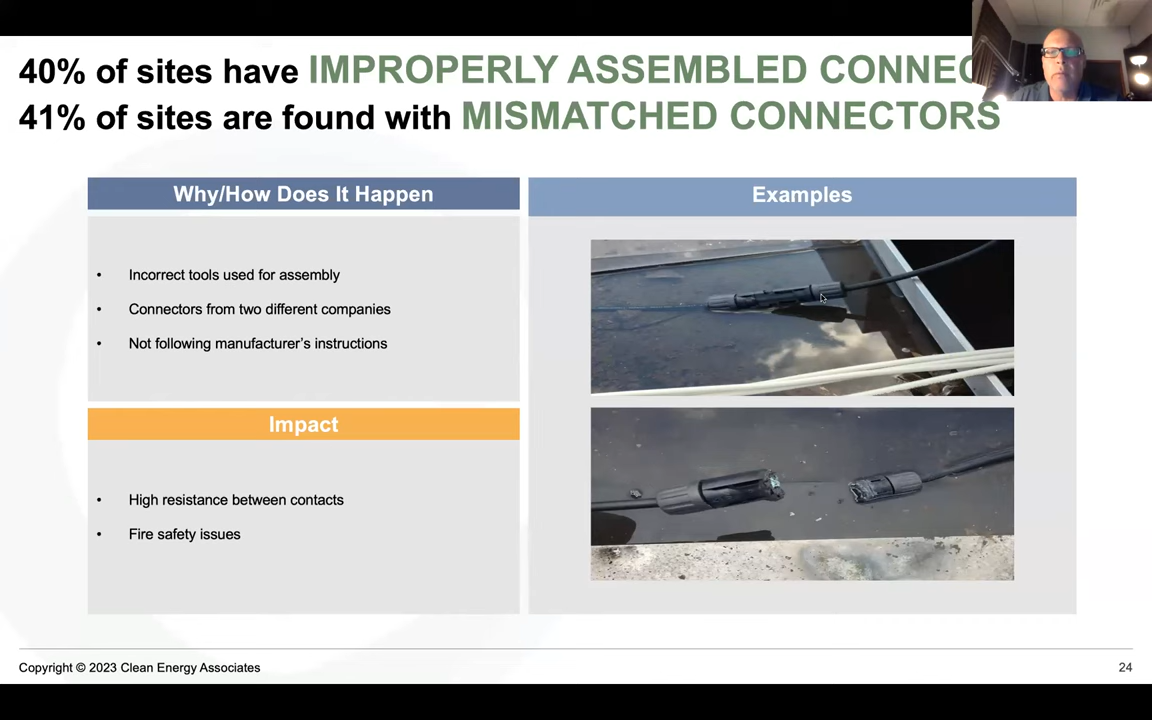 40% of sites have IMPROPERLY ASSEMBLED
41% of sites are found with MISMATCHED CONNECTORS
Why/How Does It Happen
• Incorrect tools used for assembly
• Connectors from two different companies
• Not following manufacturer’s instructions
Impact
• High resistance between contacts
• Fire safety issues
Examples
Copyright © 2023 Clean Energy Associates
24